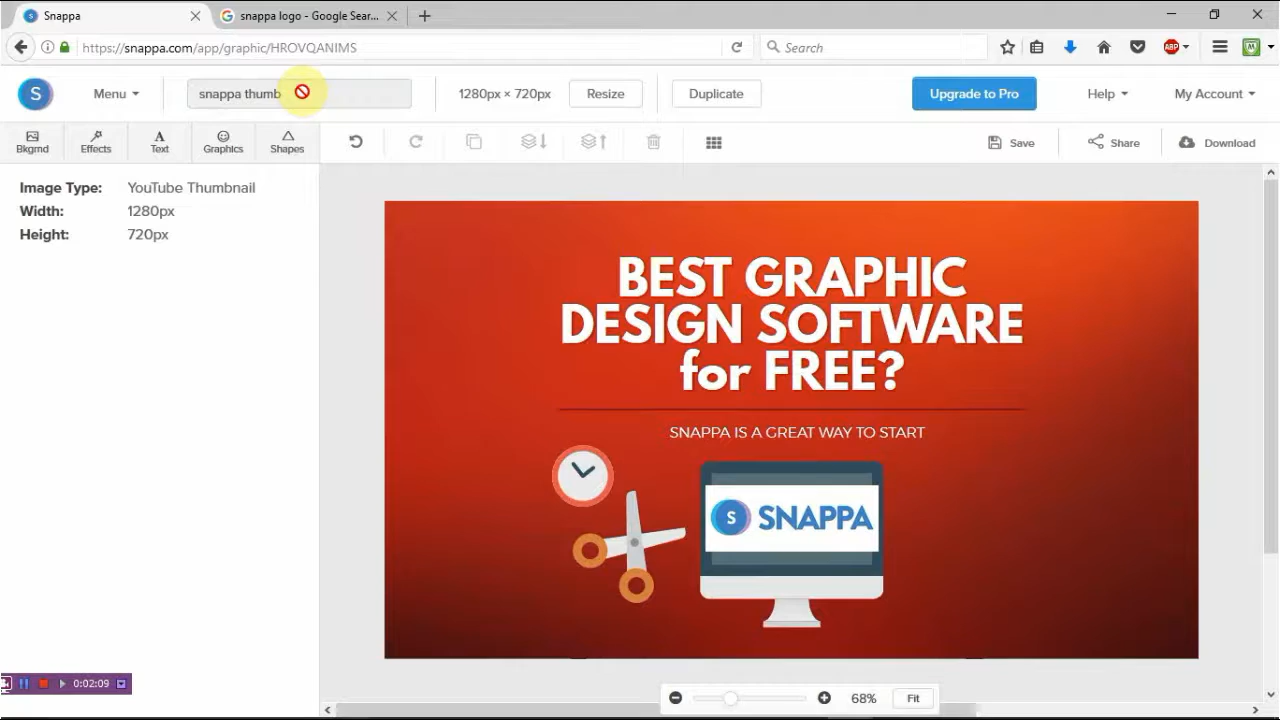 Snappa
snappa logo - Google Sear...
https://snappa.com/app/graphic/HROVQANIMS
Search
ABP
S
Menu
snappa thumb
1280px × 720px
Resize
Duplicate
Upgrade to Pro
Help
My Account
Bkgrnd
Effects
Text
Graphics
Shapes
Save
Share
Download
Image Type: YouTube Thumbnail
Width: 1280px
Height: 720px
BEST GRAPHIC
DESIGN SOFTWARE
for FREE?
SNAPPA IS A GREAT WAY TO START
S SNAPPA
0:02:09
68%
Fit